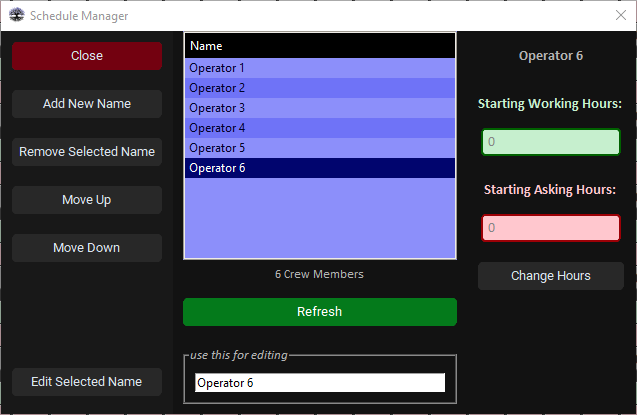 Schedule Manager
Close
Add New Name
Remove Selected Name
Move Up
Move Down
Edit Selected Name
Name
Operator 1
Operator 2
Operator 3
Operator 4
Operator 5
Operator 6
6 Crew Members
Refresh
use this for editing
Operator 6
Operator 6
Starting Working Hours:
0
Starting Asking Hours:
0
Change Hours